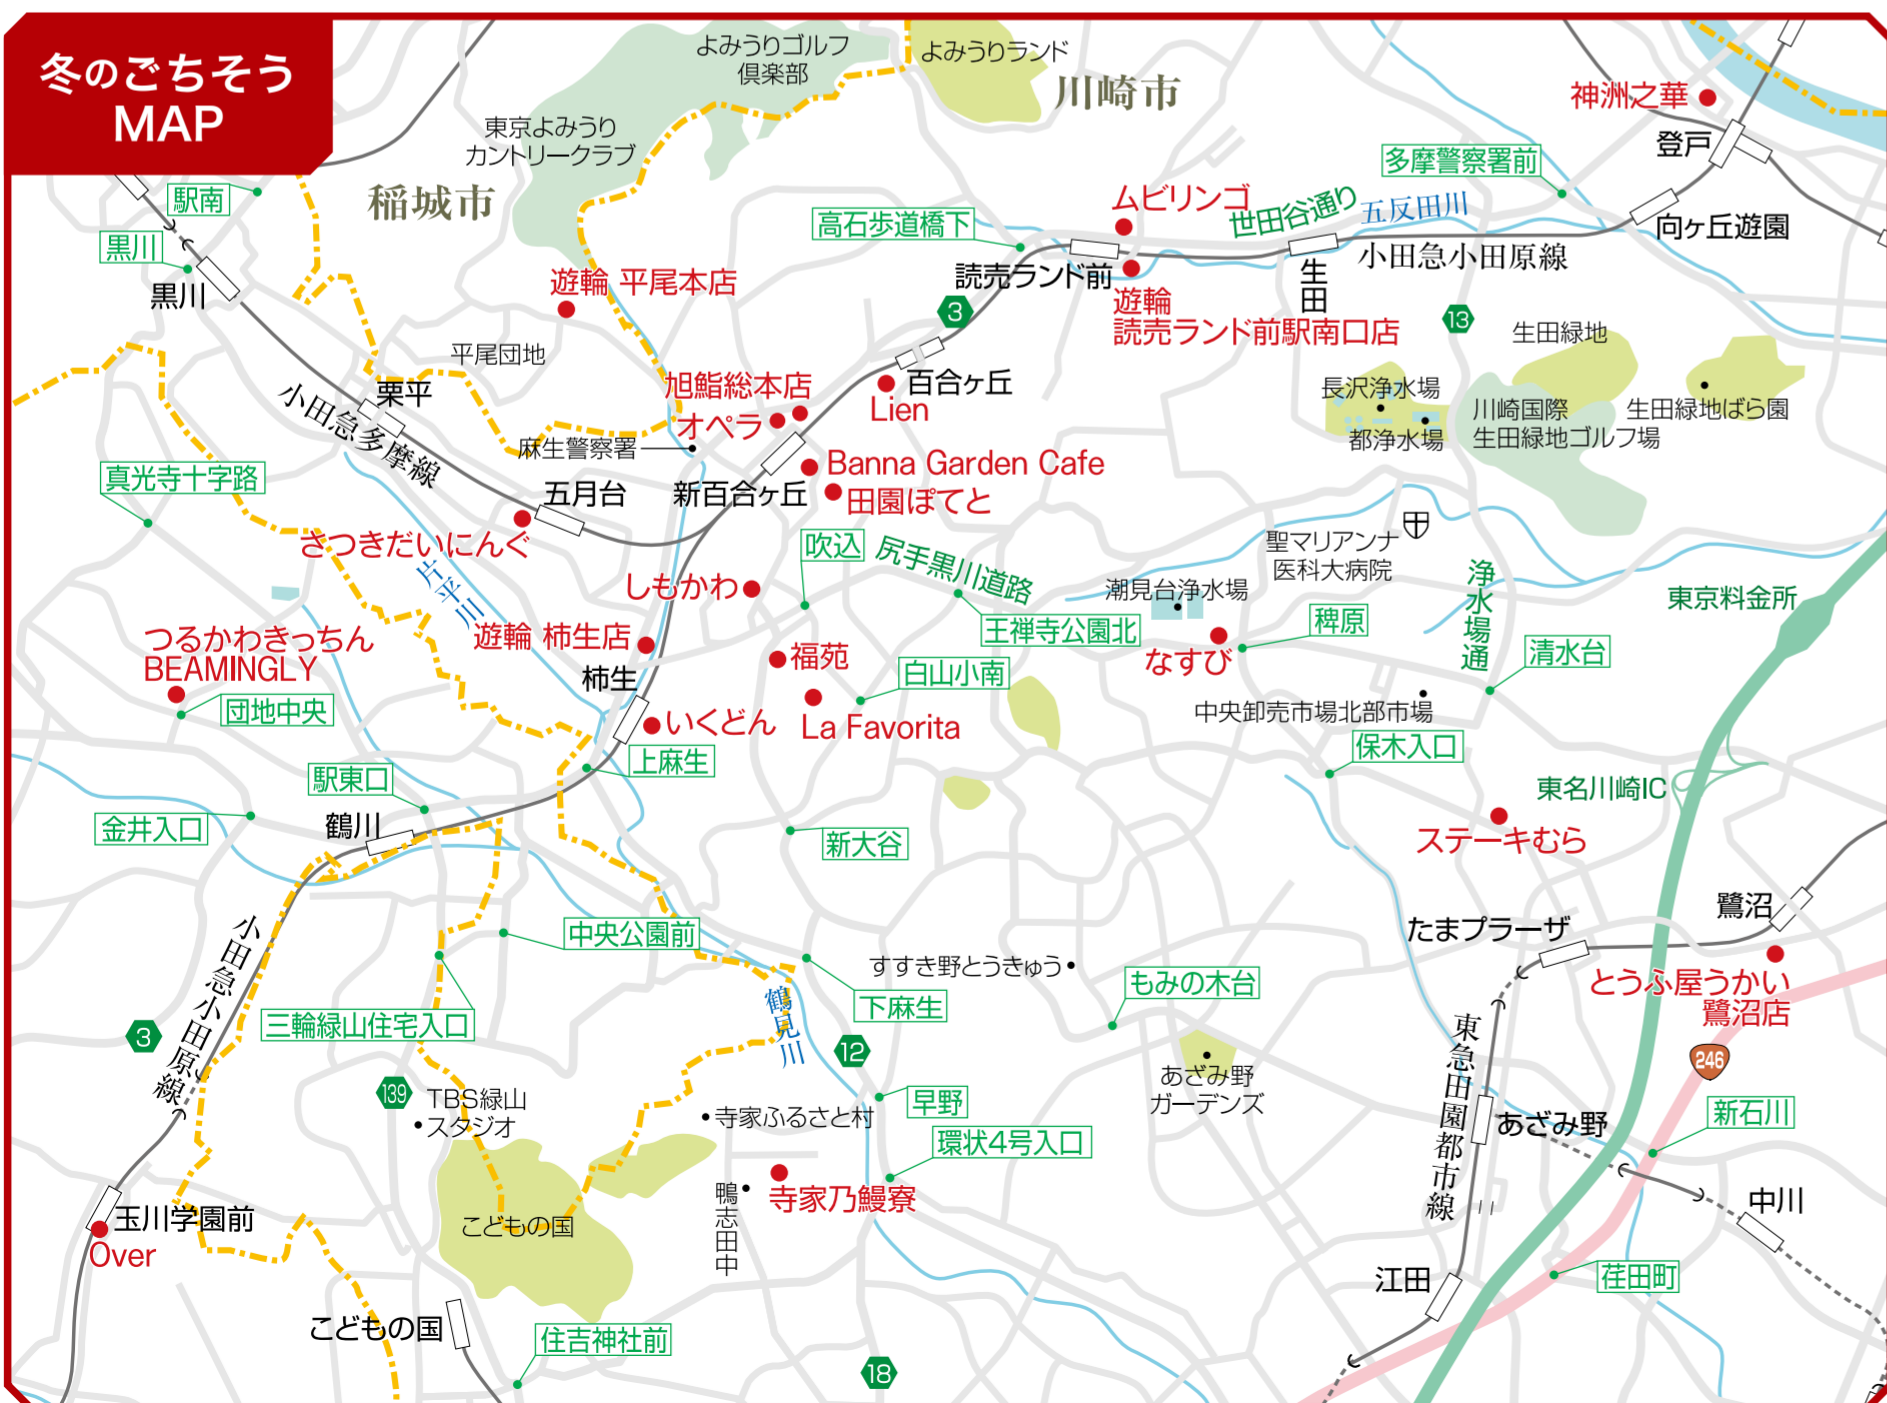 冬のごちそう
MAP
よみうりゴルフ
倶楽部
よみうりランド
川崎市
神洲之華
登戸
東京よみうり
カントリークラブ
稲城市
駅南
黒川
黒川
多摩警察署前
ムビリンゴ
世田谷通り
五反田川
向ヶ丘遊園
高石歩道橋下
読売ランド前
生田
小田急小田原線
遊輪 平尾本店
遊輪
読売ランド前駅南口店
3
13
生田緑地
平尾団地
栗平
小田急多摩線
旭鮨総本店
オペラ
百合ヶ丘
Lien
長沢浄水場
都浄水場
川崎国際
生田緑地ゴルフ場
生田緑地ばら園
麻生警察署
真光寺十字路
五月台
新百合ヶ丘
Banna Garden Cafe
田園ぽてと
さつきだいにんぐ
片平川
吹込
尻手黒川道路
聖マリアンナ
医科大病院
浄水場通
東京料金所
しもかわ
潮見台浄水場
王禅寺公園北
稗原
つるかわきっちん
BEAMINGLY
遊輪 柿生店
柿生
福苑
白山小南
なすび
清水台
団地中央
いくどん
La Favorita
中央卸売市場北部市場
保木入口
上麻生
駅東口
東名川崎IC
金井入口
鶴川
新大谷
ステーキむら
鷺沼
たまプラーザ
小田急小田原線
中央公園前
すすき野とうきゅう
もみの木台
とうふ屋うかい
鷺沼店
三輪緑山住宅入口
鶴見川
下麻生
東急田園都市線
3
12
246
139
TBS緑山
スタジオ
あざみ野
ガーデンズ
早野
寺家ふるさと村
あざみ野
新石川
環状4号入口
鴨志田中
寺家乃鰻寮
中川
玉川学園前
Over
こどもの国
江田
荏田町
こどもの国
住吉神社前
18